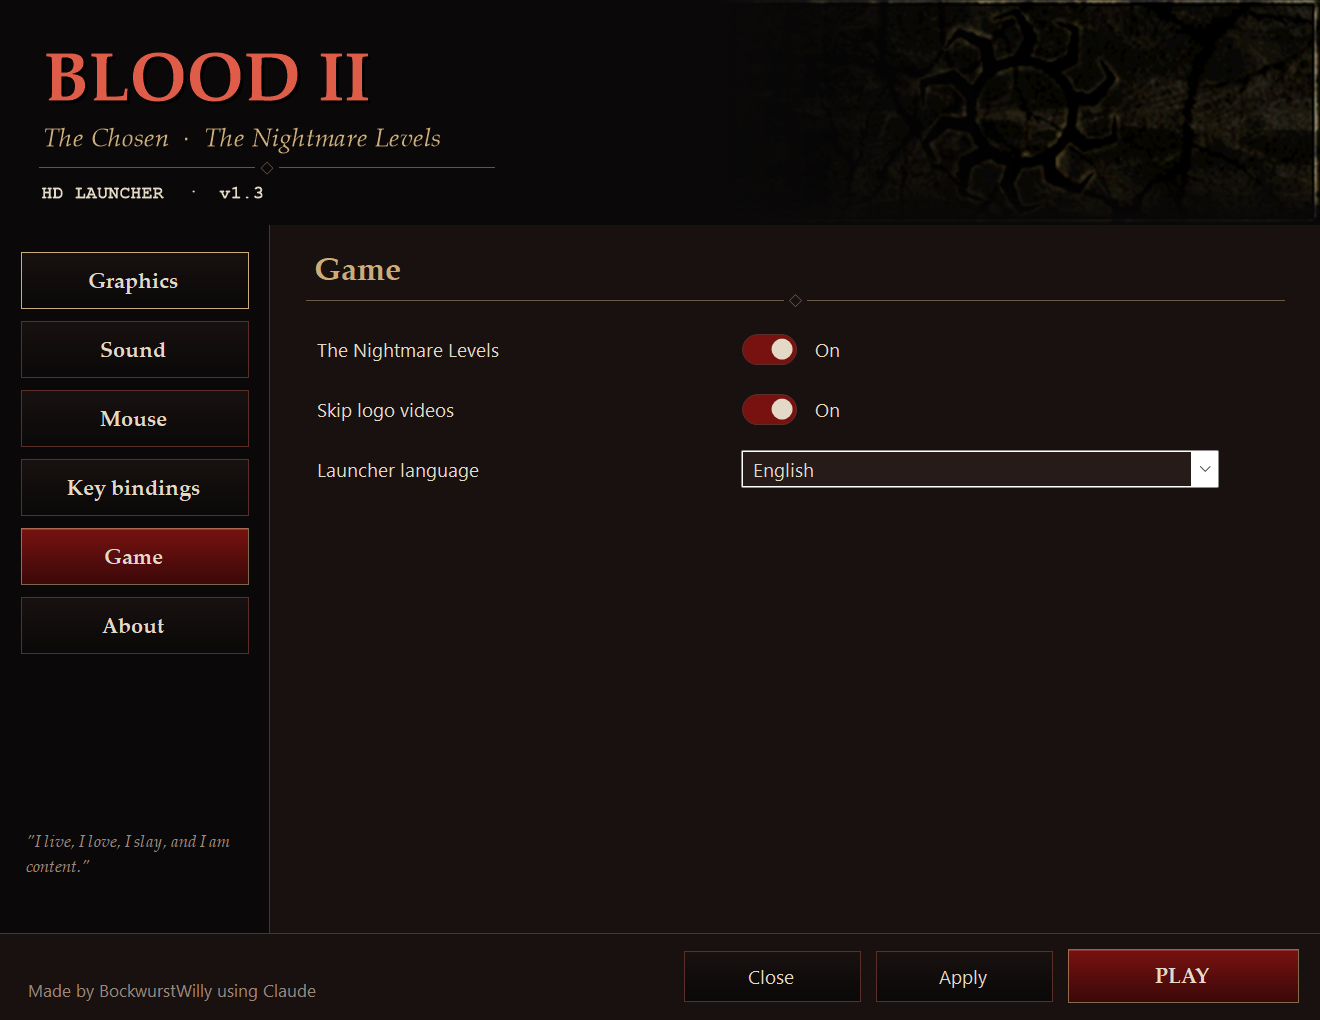 BLOOD II
The Chosen · The Nightmare Levels
HD LAUNCHER · v1.3
Graphics
Sound
Mouse
Key bindings
Game
About
"I live, I love, I slay, and I am
content."
Game
The Nightmare Levels On
Skip logo videos On
Launcher language English
Made by BockwurstWilly using Claude
Close
Apply
PLAY